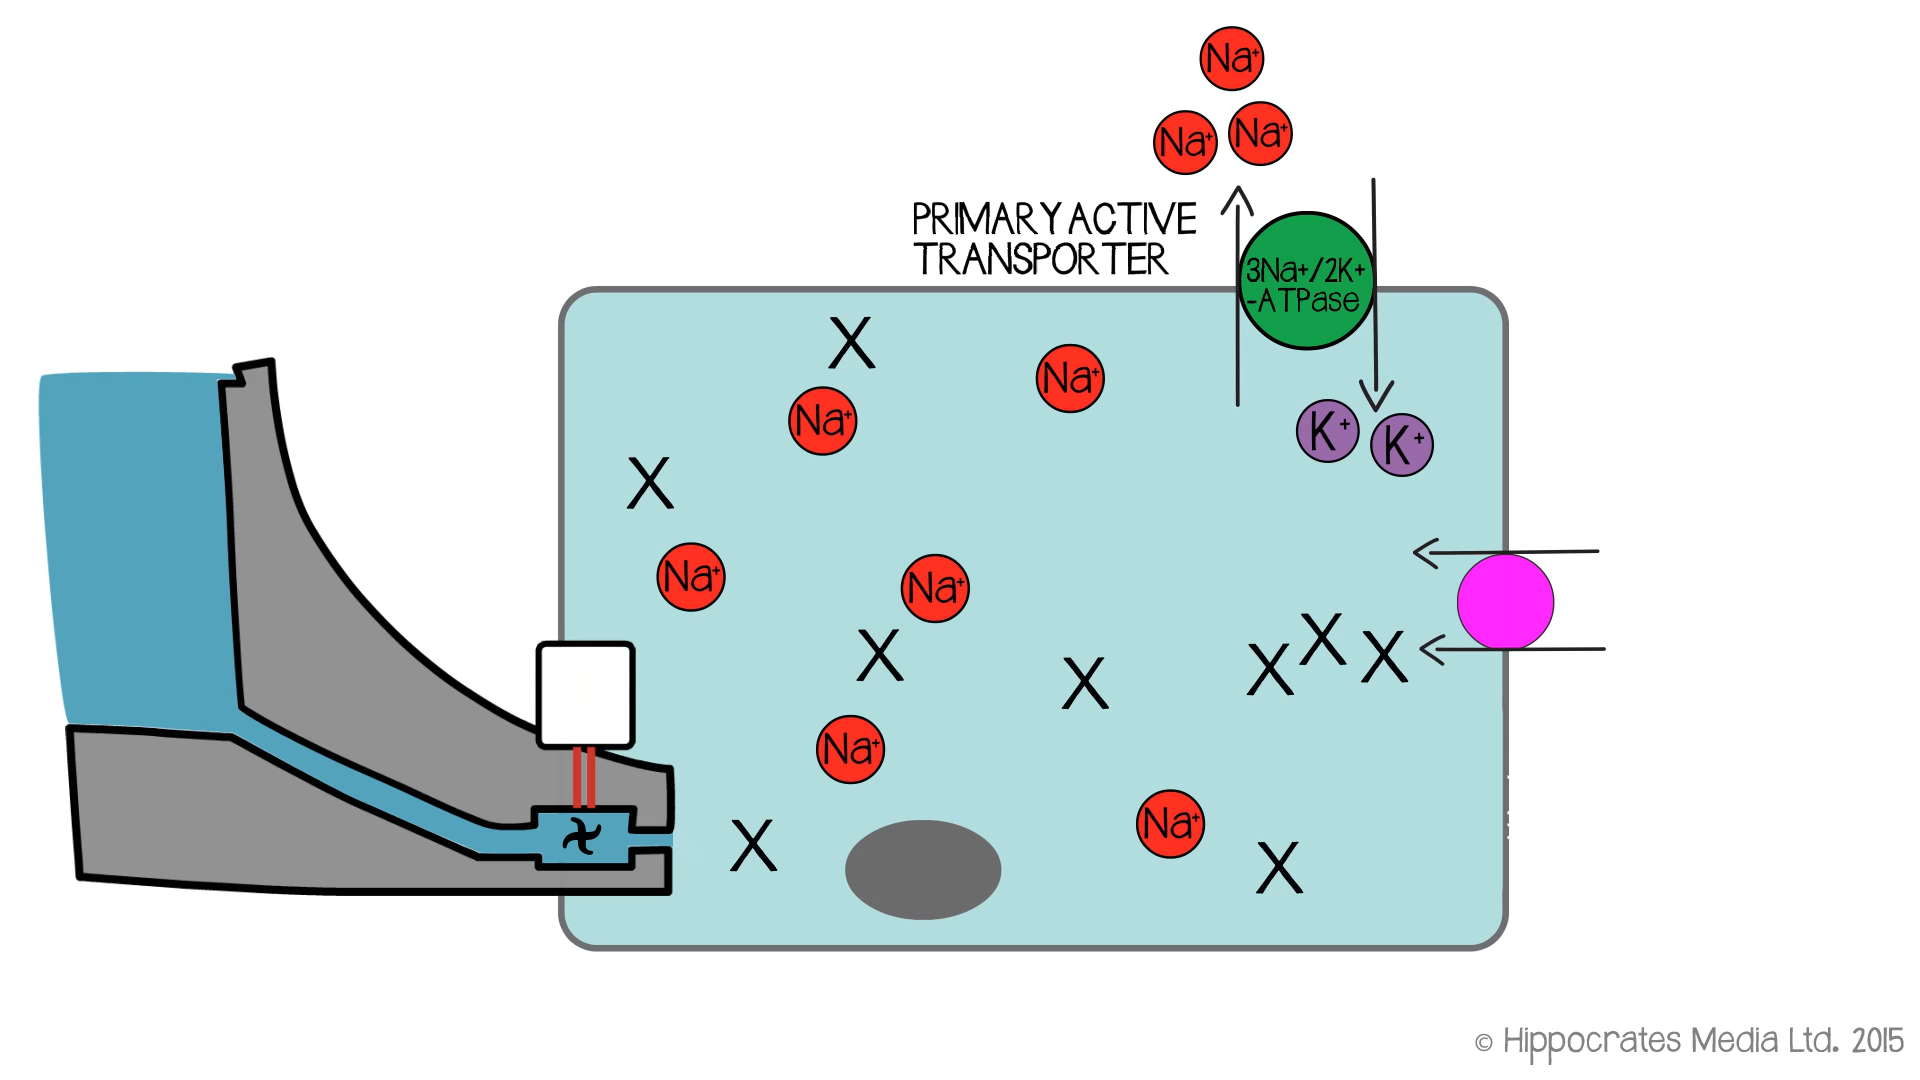 Na+
Na+ Na+
PRIMARY ACTIVE
TRANSPORTER
3Na+/2K+
-ATPase
X
Na+
Na+
K+ K+
X
Na+
Na+
X
X
X X X
Na+
Na+
X
X
© Hippocrates Media Ltd. 2015